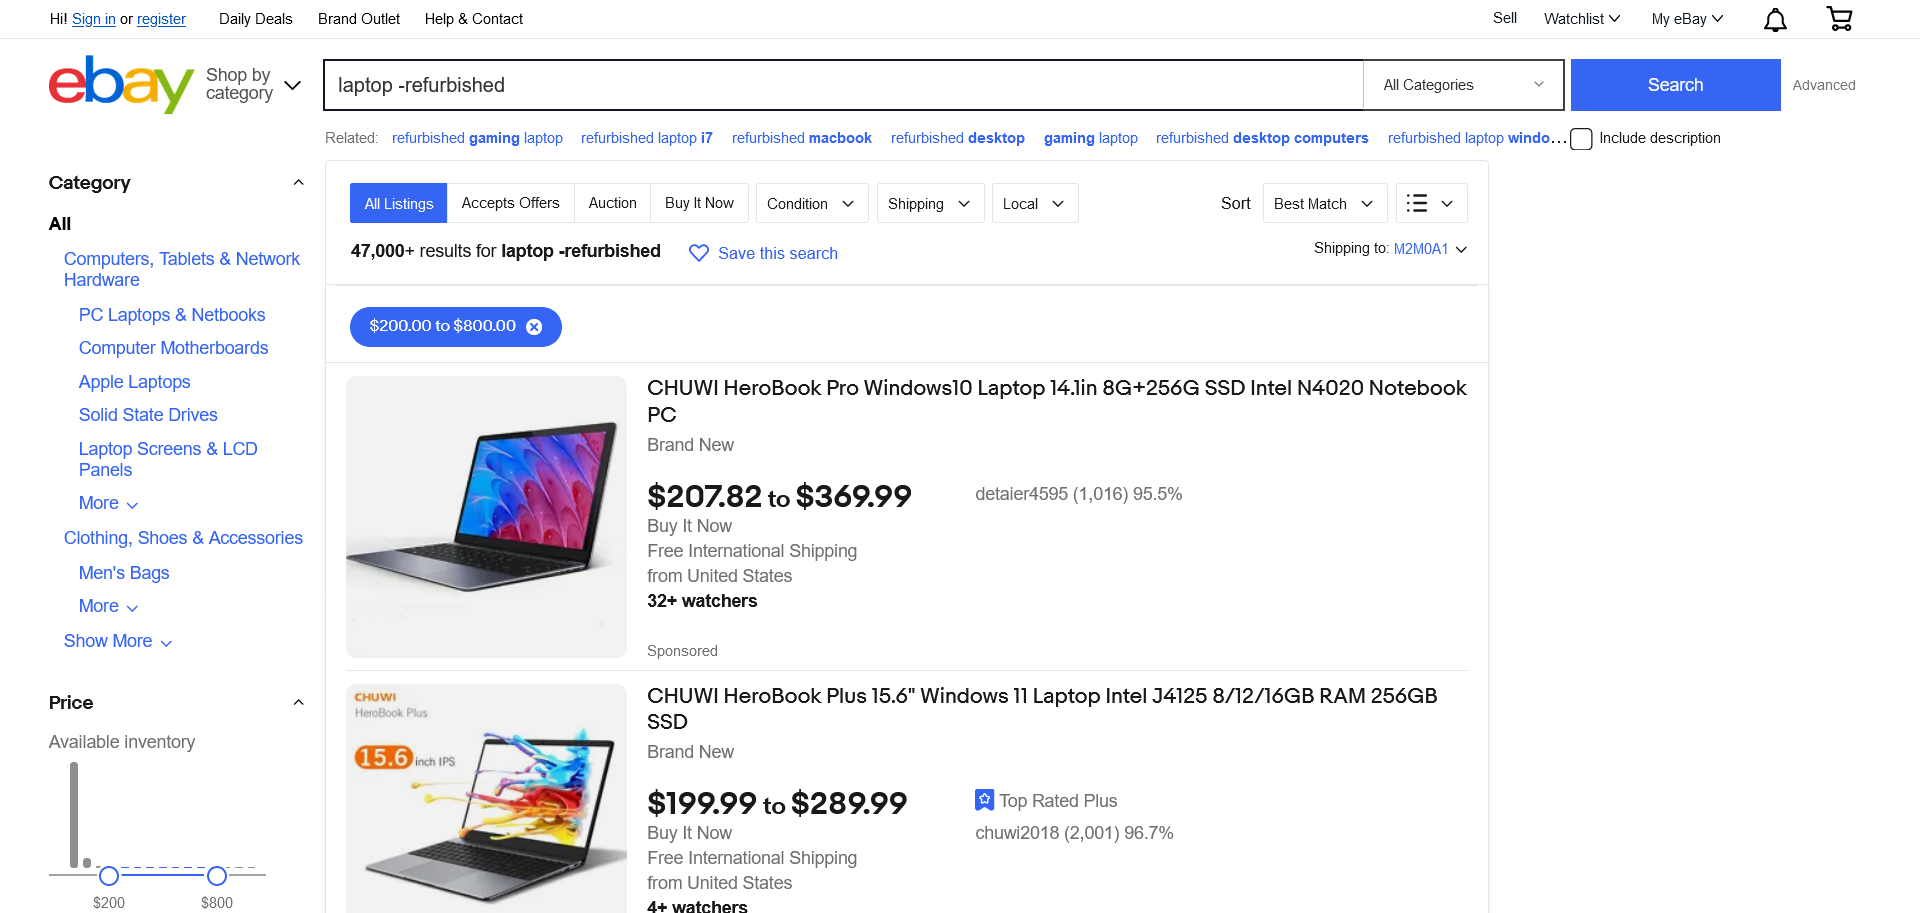 Hi! Sign in or register Daily Deals Brand Outlet Help & Contact Sell Watchlist My eBay
ebay
Shop by
category
laptop -refurbished
All Categories
Search
Advanced
Related: refurbished gaming laptop refurbished laptop i7 refurbished macbook refurbished desktop gaming laptop refurbished desktop computers refurbished laptop windo... Include description
Category
All
Computers, Tablets & Network
Hardware
PC Laptops & Netbooks
Computer Motherboards
Apple Laptops
Solid State Drives
Laptop Screens & LCD
Panels
More
Clothing, Shoes & Accessories
Men's Bags
More
Show More
Price
Available inventory
$200 $800
All Listings Accepts Offers Auction Buy It Now Condition Shipping Local Sort Best Match
47,000+ results for laptop -refurbished Save this search Shipping to: M2M0A1
$200.00 to $800.00
CHUWI HeroBook Pro Windows10 Laptop 14.1in 8G+256G SSD Intel N4020 Notebook
PC
Brand New
$207.82 to $369.99 detaier4595 (1,016) 95.5%
Buy It Now
Free International Shipping
from United States
32+ watchers
Sponsored
CHUWI
HeroBook Plus
15.6 inch IPS
CHUWI HeroBook Plus 15.6" Windows 11 Laptop Intel J4125 8/12/16GB RAM 256GB
SSD
Brand New
$199.99 to $289.99 Top Rated Plus
Buy It Now chuwi2018 (2,001) 96.7%
Free International Shipping
from United States
4+ watchers